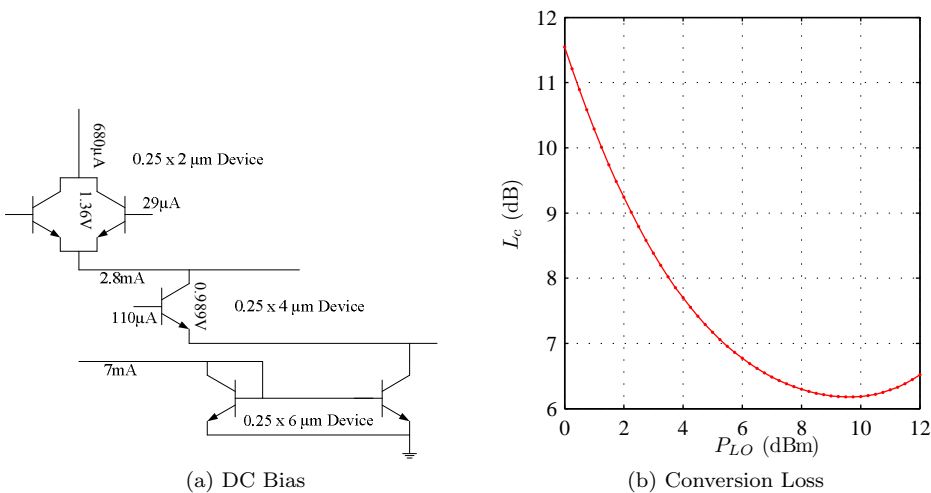 680μA
0.25 x 2 μm Device
1.36V
29μA
2.8mA
0.989V
0.25 x 4 μm Device
110μA
7mA
0.25 x 6 μm Device
(a) DC Bias
12
11
10
9
8
7
6
L_c (dB)
0 2 4 6 8 10 12
P_{LO} (dBm)
(b) Conversion Loss